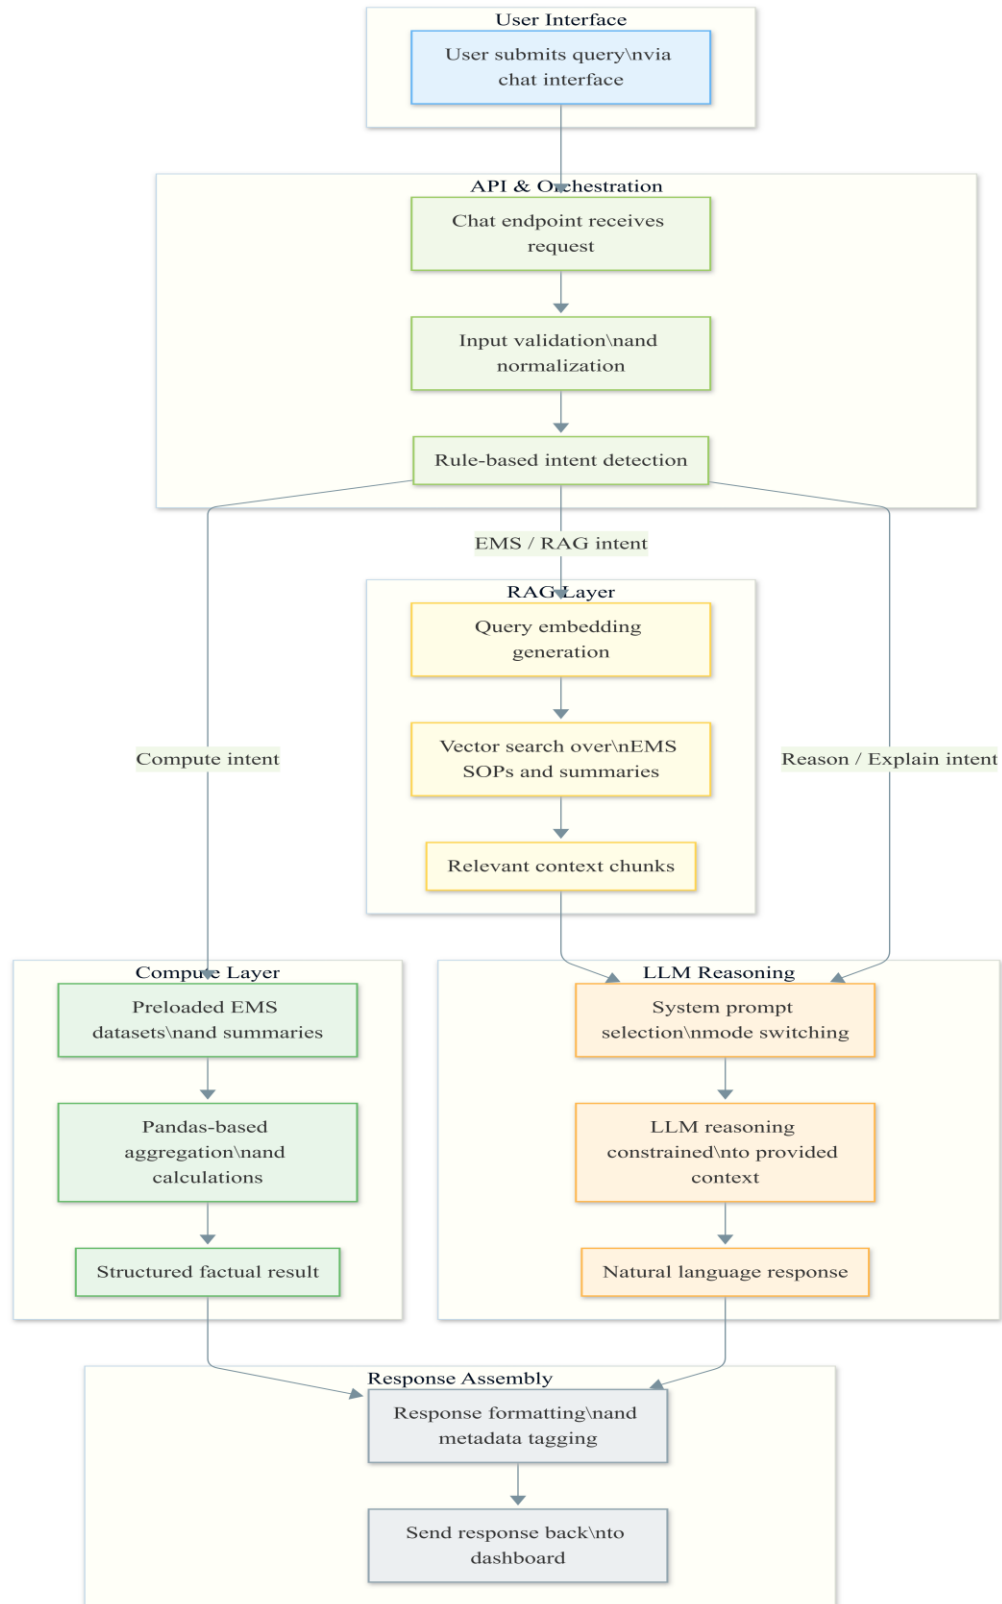 User Interface
User submits query\nvia
chat interface
API & Orchestration
Chat endpoint receives
request
Input validation\nand
normalization
Rule-based intent detection
EMS / RAG intent
RAG Layer
Query embedding
generation
Vector search over\nEMS
SOPs and summaries
Compute intent
Reason / Explain intent
Relevant context chunks
Compute Layer
Preloaded EMS
datasets\nand summaries
Pandas-based
aggregation\nand
calculations
Structured factual result
LLM Reasoning
System prompt
selection\nmode switching
LLM reasoning
constrained\nto provided
context
Natural language response
Response Assembly
Response formatting\nand
metadata tagging
Send response back\nto
dashboard